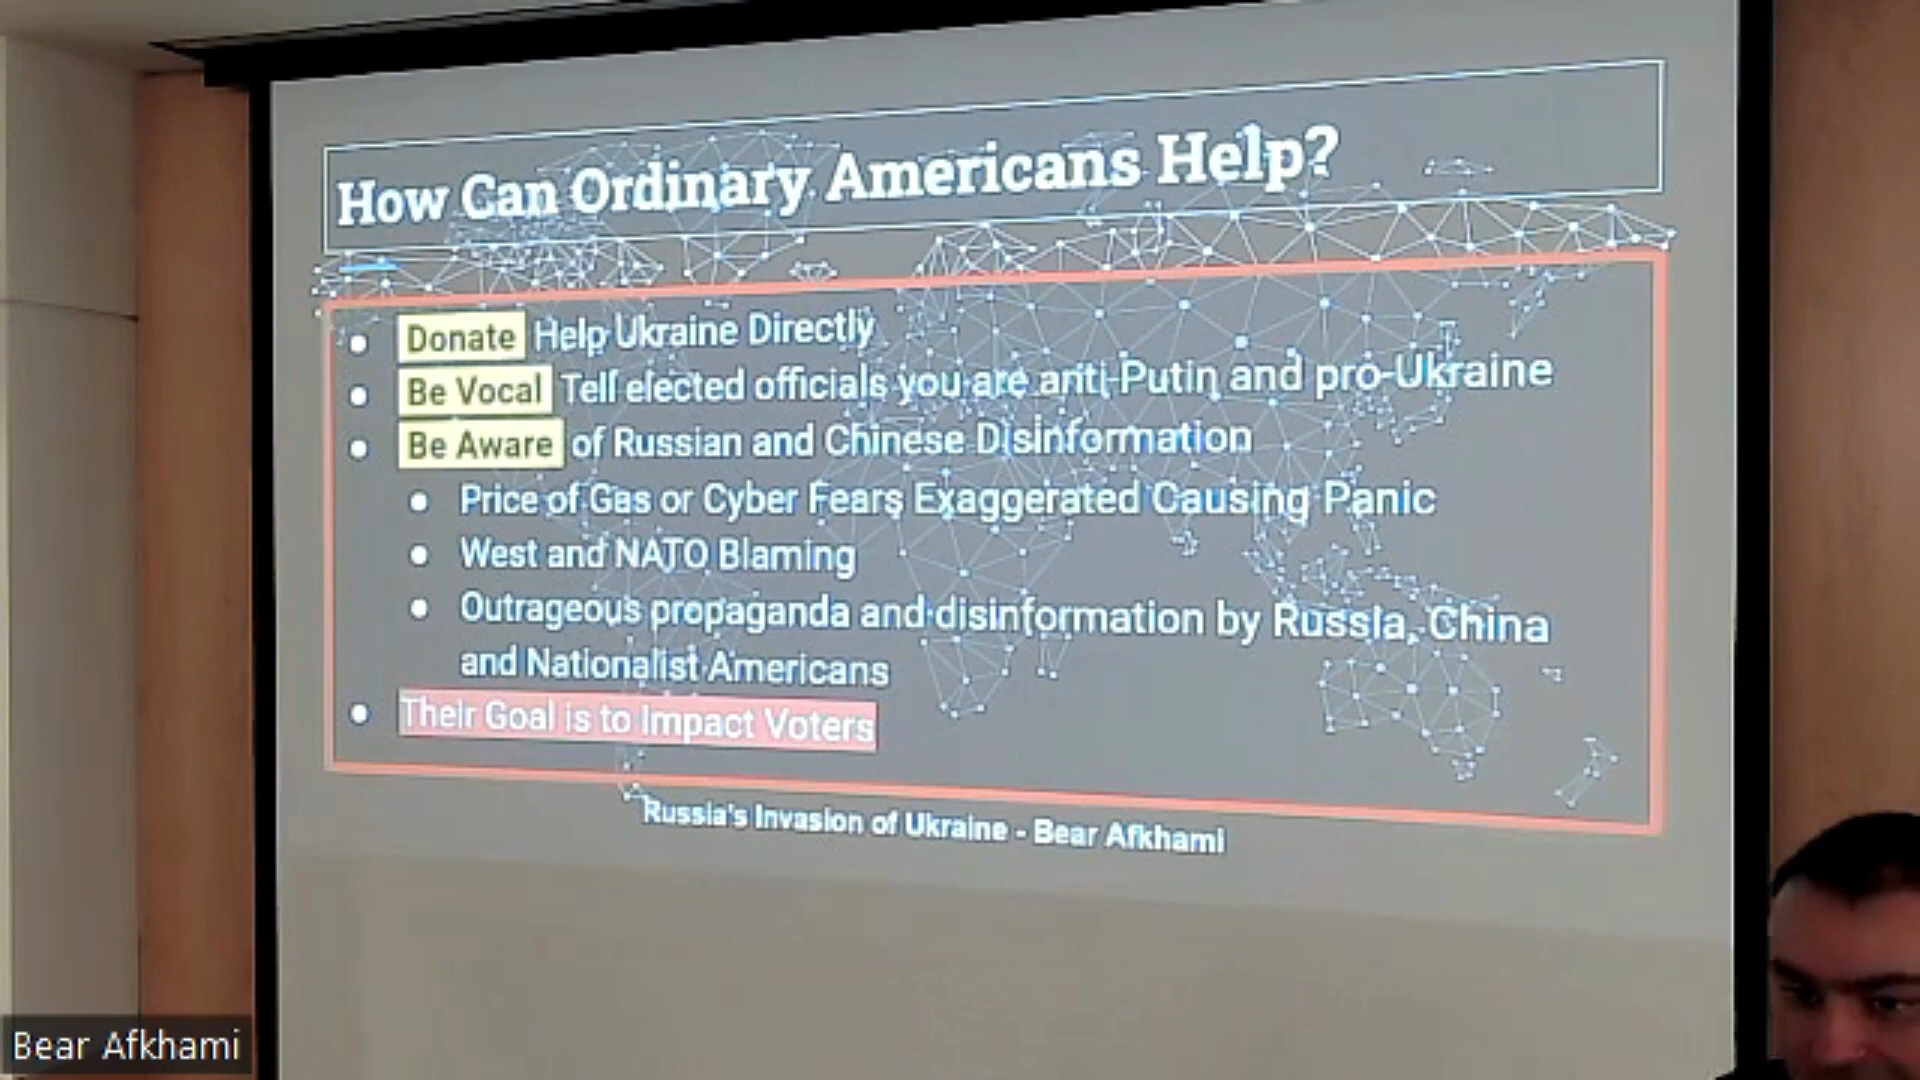 How Can Ordinary Americans Help?
Donate Help Ukraine Directly
Be Vocal Tell elected officials you are anti-Putin and pro-Ukraine
Be Aware of Russian and Chinese Disinformation
Price of Gas or Cyber Fears Exaggerated Causing Panic
West and NATO Blaming
Outrageous propaganda and disinformation by Russia, China
and Nationalist Americans
Their Goal is to Impact Voters
Russia's Invasion of Ukraine - Bear Afkhami
Bear Afkhami